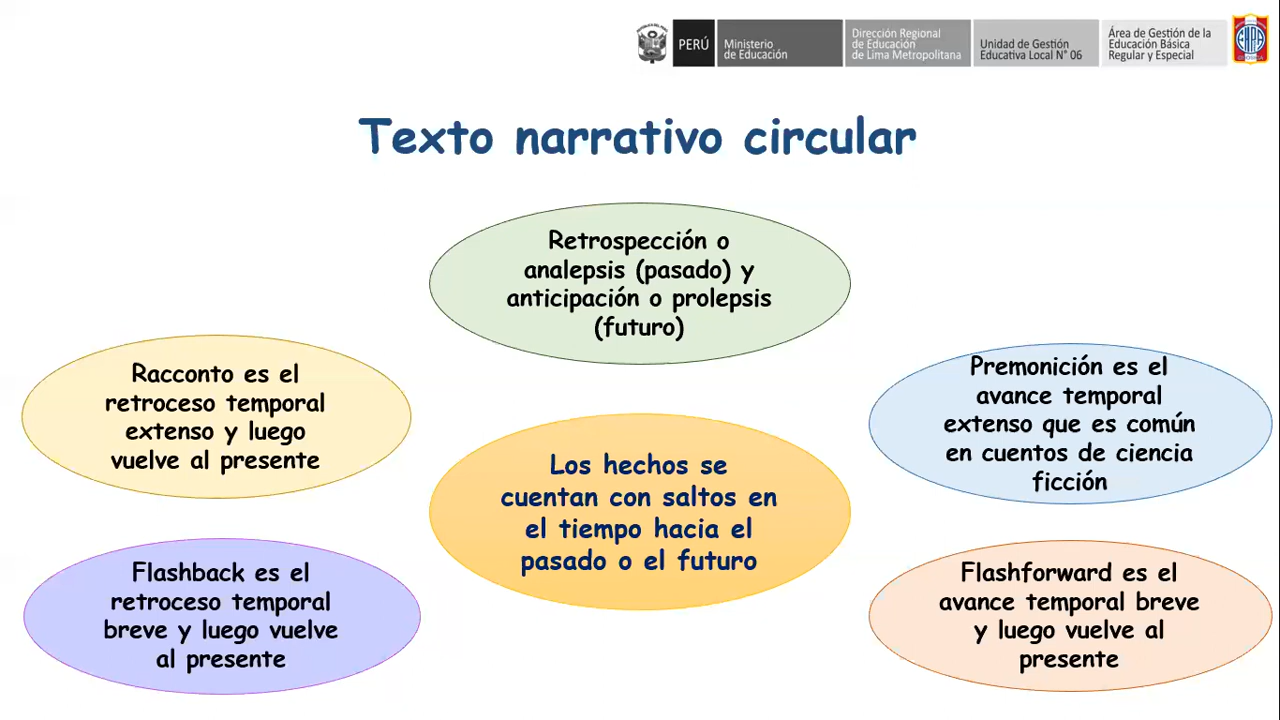 PERÚ
Ministerio
de Educación
Dirección Regional
de Educación
de Lima Metropolitana
Unidad de Gestión
Educativa Local N° 06
Área de Gestión de la
Educación Básica
Regular y Especial
Texto narrativo circular
Retrospección o
analepsis (pasado) y
anticipación o prolepsis
(futuro)
Racconto es el
retroceso temporal
extenso y luego
vuelve al presente
Los hechos se
cuentan con saltos en
el tiempo hacia el
pasado o el futuro
Premonición es el
avance temporal
extenso que es común
en cuentos de ciencia
ficción
Flashback es el
retroceso temporal
breve y luego vuelve
al presente
Flashforward es el
avance temporal breve
y luego vuelve al
presente